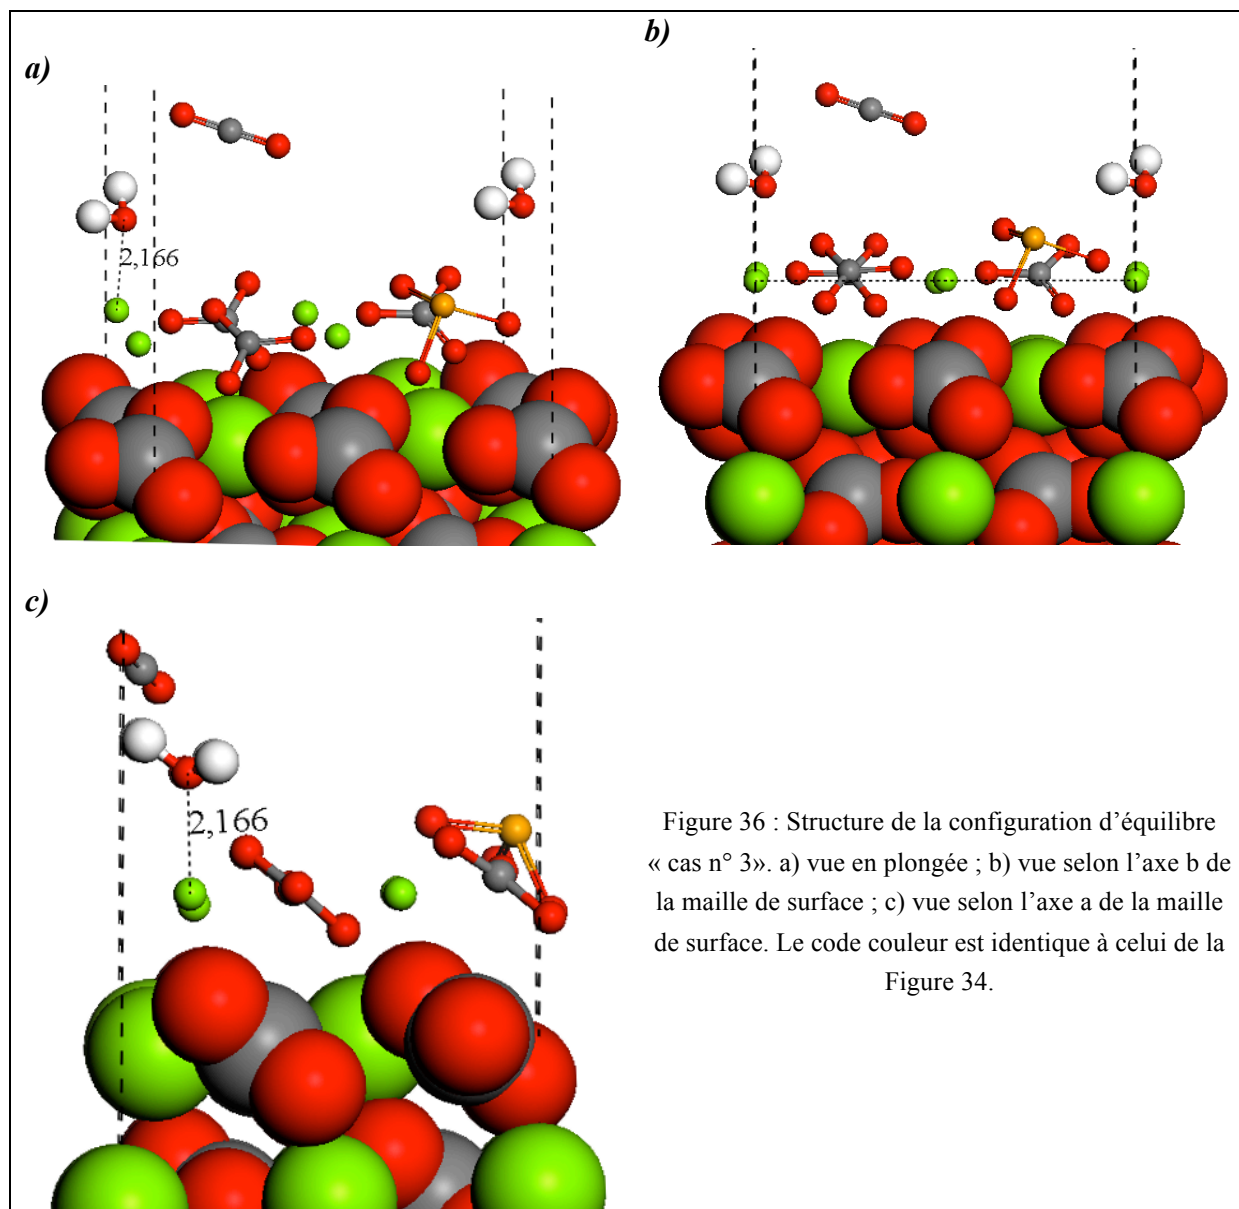 a)
b)
2,166
c)
2,166
Figure 36 : Structure de la configuration d’équilibre
« cas n° 3». a) vue en plongée ; b) vue selon l’axe b de
la maille de surface ; c) vue selon l’axe a de la maille
de surface. Le code couleur est identique à celui de la
Figure 34.